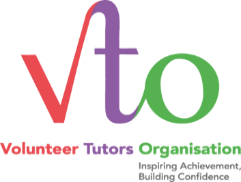 vto
Volunteer Tutors Organisation
Inspiring Achievement,
Building Confidence